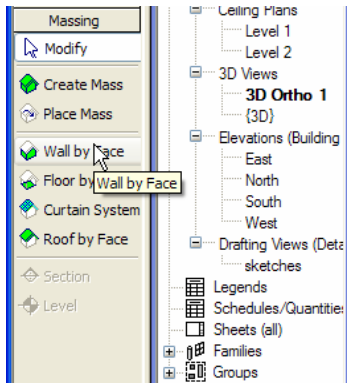 Massing
Modify
Create Mass
Place Mass
Wall by Face
Floor by
Wall by Face
Curtain System
Roof by Face
Section
Level
Ceiling Plans
Level 1
Level 2
3D Views
3D Ortho 1
{3D}
Elevations (Building
East
North
South
West
Drafting Views (Deta
sketches
Legends
Schedules/Quantities
Sheets (all)
Families
Groups